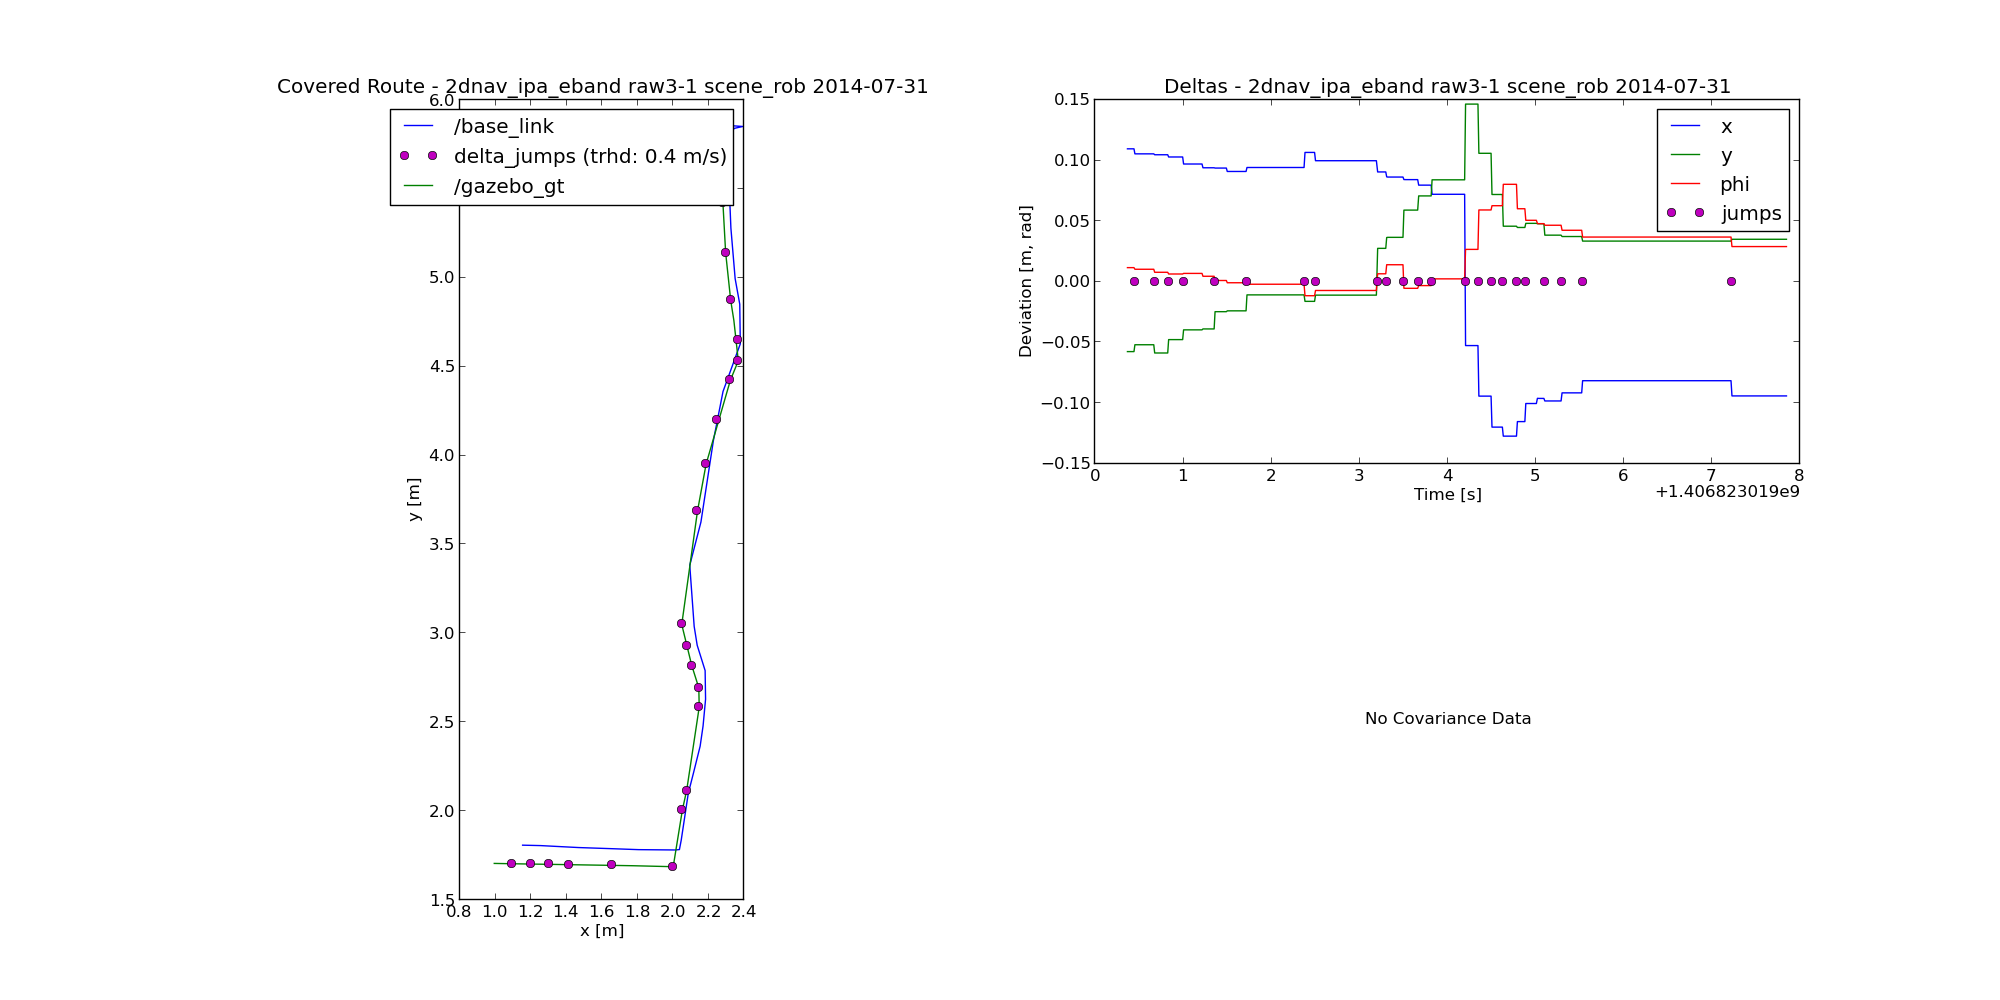 Covered Route - 2dnav_ipa_eband raw3-1 scene_rob 2014-07-31
6.0
5.0
4.5
4.0
3.5
3.0
2.5
2.0
1.5
y [m]
/base_link
delta_jumps (trhd: 0.4 m/s)
/gazebo_gt
0.8 1.0 1.2 1.4 1.6 1.8 2.0 2.2 2.4
x [m]
Deltas - 2dnav_ipa_eband raw3-1 scene_rob 2014-07-31
0.15
0.10
0.05
0.00
−0.05
−0.10
−0.15
Deviation [m, rad]
x
y
phi
jumps
0 1 2 3 4 5 6 7 8
+1.406823019e9
Time [s]
No Covariance Data